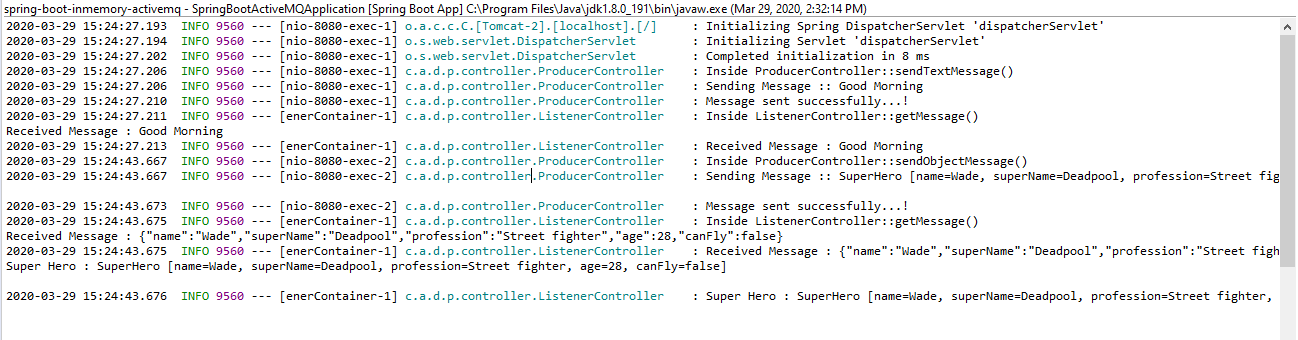 spring-boot-inmemory-activemq - SpringBootActiveMQApplication [Spring Boot App] C:\Program Files\Java\jdk1.8.0_191\bin\javaw.exe (Mar 29, 2020, 2:32:14 PM)
2020-03-29 15:24:27.193  INFO 9560 --- [nio-8080-exec-1] o.a.c.c.C.[Tomcat-2].[localhost].[/]     : Initializing Spring DispatcherServlet 'dispatcherServlet'
2020-03-29 15:24:27.194  INFO 9560 --- [nio-8080-exec-1] o.s.web.servlet.DispatcherServlet        : Initializing Servlet 'dispatcherServlet'
2020-03-29 15:24:27.202  INFO 9560 --- [nio-8080-exec-1] o.s.web.servlet.DispatcherServlet        : Completed initialization in 8 ms
2020-03-29 15:24:27.206  INFO 9560 --- [nio-8080-exec-1] c.a.d.p.controller.ProducerController    : Inside ProducerController::sendTextMessage()
2020-03-29 15:24:27.206  INFO 9560 --- [nio-8080-exec-1] c.a.d.p.controller.ProducerController    : Sending Message :: Good Morning
2020-03-29 15:24:27.210  INFO 9560 --- [nio-8080-exec-1] c.a.d.p.controller.ProducerController    : Message sent successfully...!
2020-03-29 15:24:27.211  INFO 9560 --- [enerContainer-1] c.a.d.p.controller.ListenerController    : Inside ListenerController::getMessage()
Received Message : Good Morning
2020-03-29 15:24:27.213  INFO 9560 --- [enerContainer-1] c.a.d.p.controller.ListenerController    : Received Message : Good Morning
2020-03-29 15:24:43.667  INFO 9560 --- [nio-8080-exec-2] c.a.d.p.controller.ProducerController    : Inside ProducerController::sendObjectMessage()
2020-03-29 15:24:43.667  INFO 9560 --- [nio-8080-exec-2] c.a.d.p.controller.ProducerController    : Sending Message :: SuperHero [name=Wade, superName=Deadpool, profession=Street fig
2020-03-29 15:24:43.673  INFO 9560 --- [nio-8080-exec-2] c.a.d.p.controller.ProducerController    : Message sent successfully...!
2020-03-29 15:24:43.675  INFO 9560 --- [enerContainer-1] c.a.d.p.controller.ListenerController    : Inside ListenerController::getMessage()
Received Message : {"name":"Wade","superName":"Deadpool","profession":"Street fighter","age":28,"canFly":false}
2020-03-29 15:24:43.675  INFO 9560 --- [enerContainer-1] c.a.d.p.controller.ListenerController    : Received Message : {"name":"Wade","superName":"Deadpool","profession":"Street figh
Super Hero : SuperHero [name=Wade, superName=Deadpool, profession=Street fighter, age=28, canFly=false]
2020-03-29 15:24:43.676  INFO 9560 --- [enerContainer-1] c.a.d.p.controller.ListenerController    : Super Hero : SuperHero [name=Wade, superName=Deadpool, profession=Street fighter,